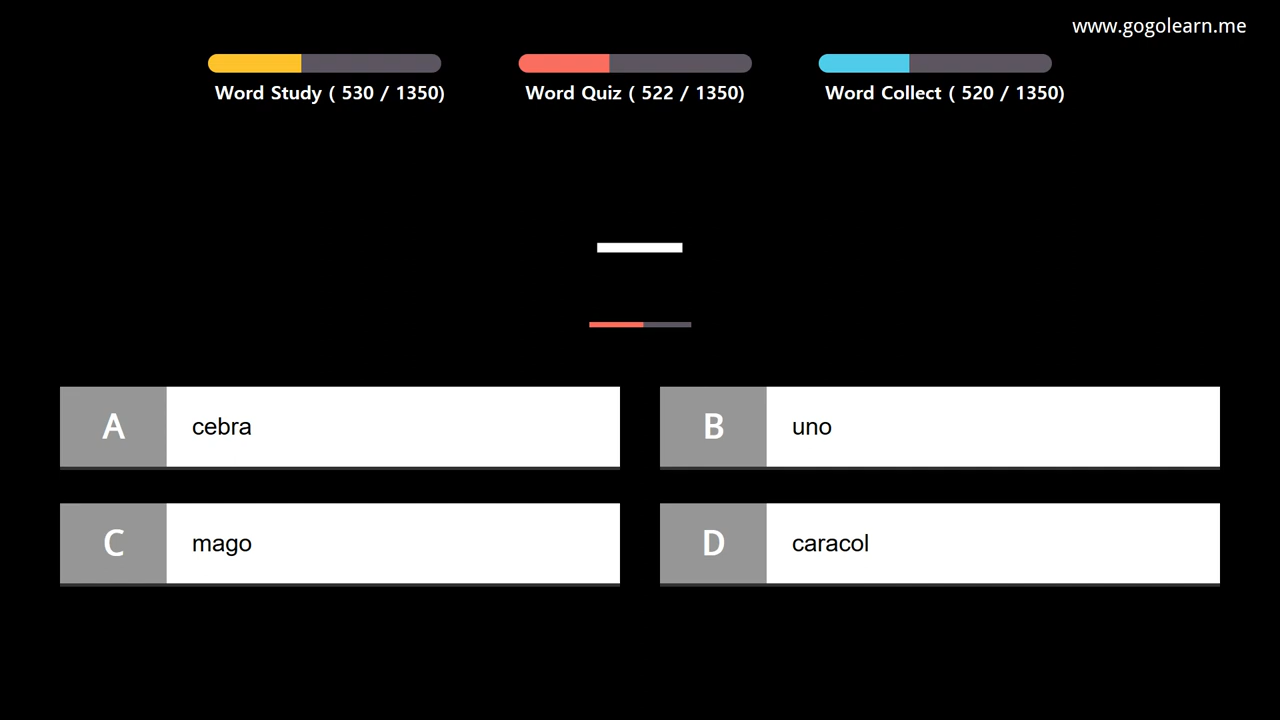 www.gogolearn.me
Word Study ( 530 / 1350)
Word Quiz ( 522 / 1350)
Word Collect ( 520 / 1350)
一
A cebra
B uno
C mago
D caracol